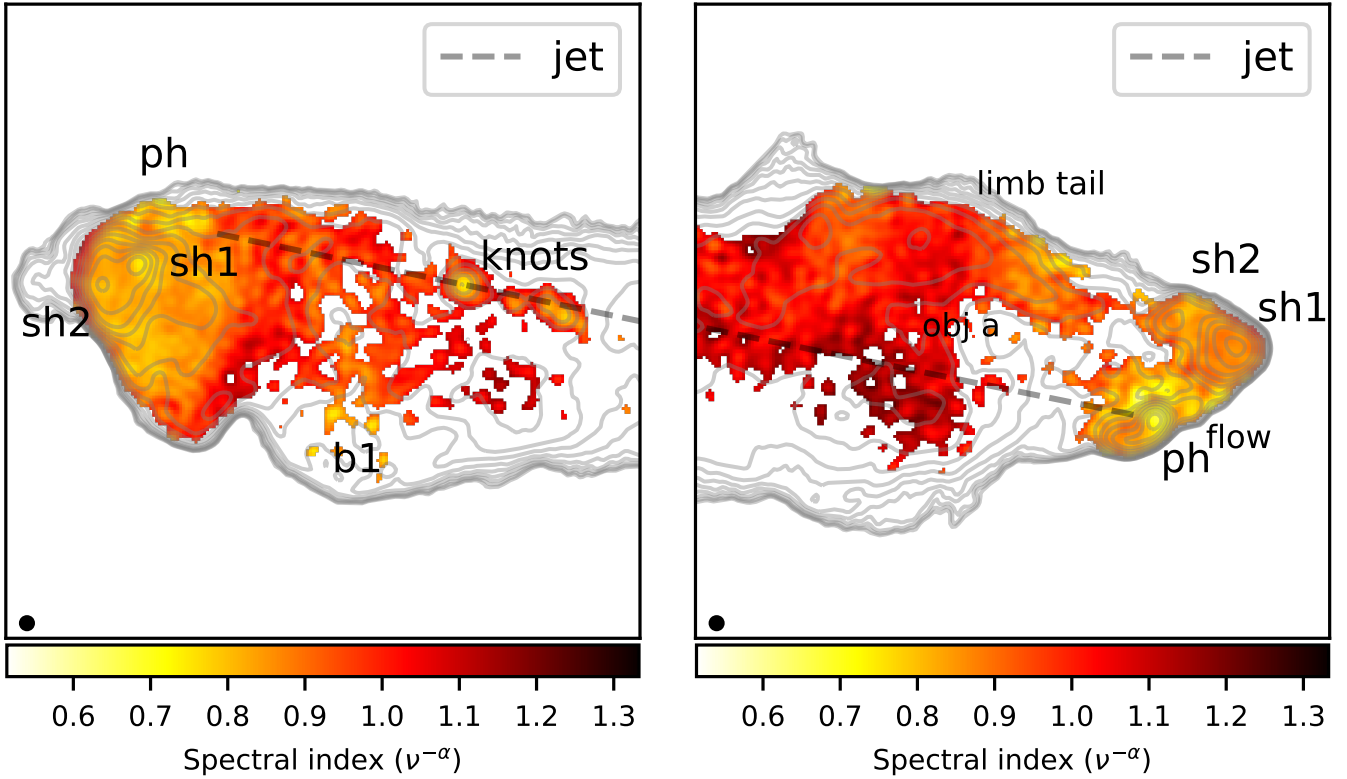 jet
ph
sh1
knots
sh2
b1
0.6 0.7 0.8 0.9 1.0 1.1 1.2 1.3
Spectral index (ν^{−α})
jet
limb tail
sh2
sh1
obj a
flow
ph
0.6 0.7 0.8 0.9 1.0 1.1 1.2 1.3
Spectral index (ν^{−α})